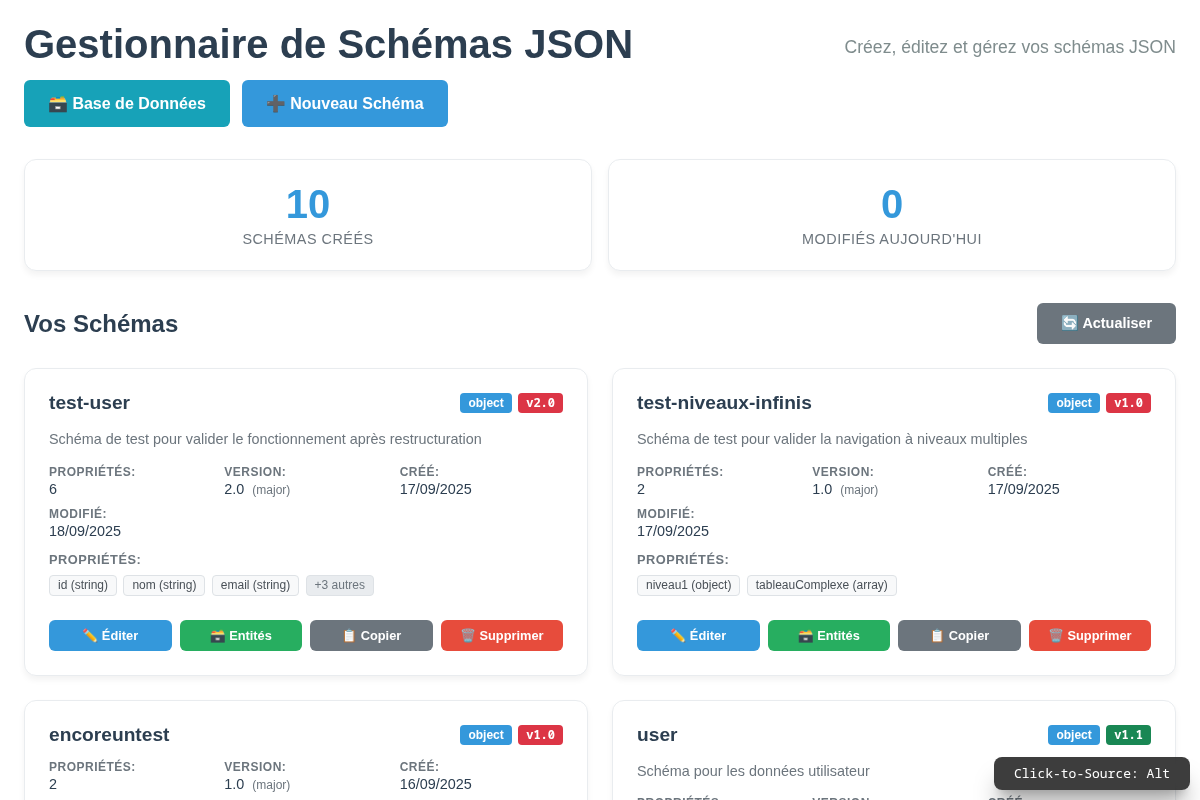 Gestionnaire de Schémas JSON
Créez, éditez et gérez vos schémas JSON
🗃️ Base de Données
➕ Nouveau Schéma
10
SCHÉMAS CRÉÉS
0
MODIFIÉS AUJOURD'HUI
Vos Schémas
🔄 Actualiser
test-user
object v2.0
Schéma de test pour valider le fonctionnement après restructuration
PROPRIÉTÉS: VERSION: CRÉÉ:
6 2.0 (major) 17/09/2025
MODIFIÉ:
18/09/2025
PROPRIÉTÉS:
id (string) nom (string) email (string) +3 autres
✏️ Éditer 🗃️ Entités 📋 Copier 🗑️ Supprimer
test-niveaux-infinis
object v1.0
Schéma de test pour valider la navigation à niveaux multiples
PROPRIÉTÉS: VERSION: CRÉÉ:
2 1.0 (major) 17/09/2025
MODIFIÉ:
17/09/2025
PROPRIÉTÉS:
niveau1 (object) tableauComplexe (array)
✏️ Éditer 🗃️ Entités 📋 Copier 🗑️ Supprimer
encoreuntest
object v1.0
PROPRIÉTÉS: VERSION: CRÉÉ:
2 1.0 (major) 16/09/2025
user
object v1.1
Schéma pour les données utilisateur
Click-to-Source: Alt